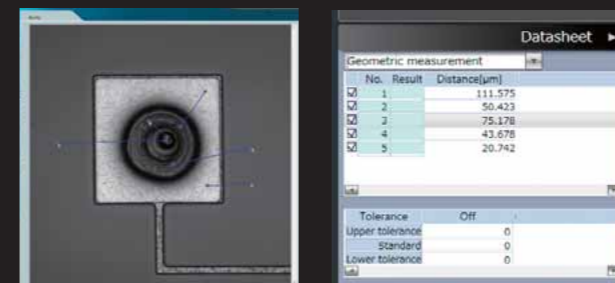 Datasheet
Geometric measurement
No. Result Distance[µm]
1 111.575
2 50.423
3 75.178
4 43.678
5 20.742
Tolerance Off
Upper tolerance 0
Standard 0
Lower tolerance 0